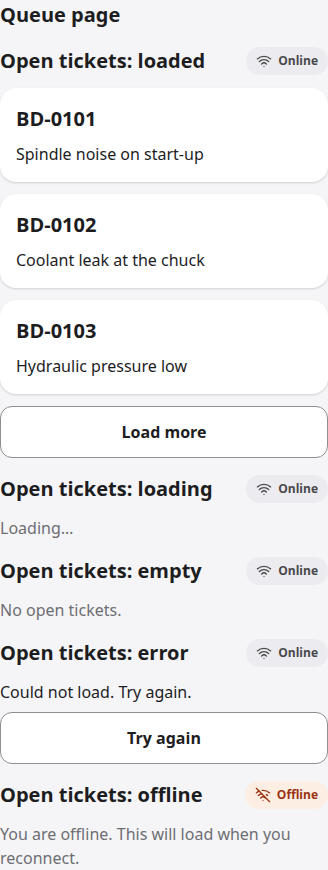 Queue page
Open tickets: loaded
Online
BD-0101
Spindle noise on start-up
BD-0102
Coolant leak at the chuck
BD-0103
Hydraulic pressure low
Load more
Open tickets: loading
Online
Loading...
Open tickets: empty
Online
No open tickets.
Open tickets: error
Online
Could not load. Try again.
Try again
Open tickets: offline
Offline
You are offline. This will load when you
reconnect.